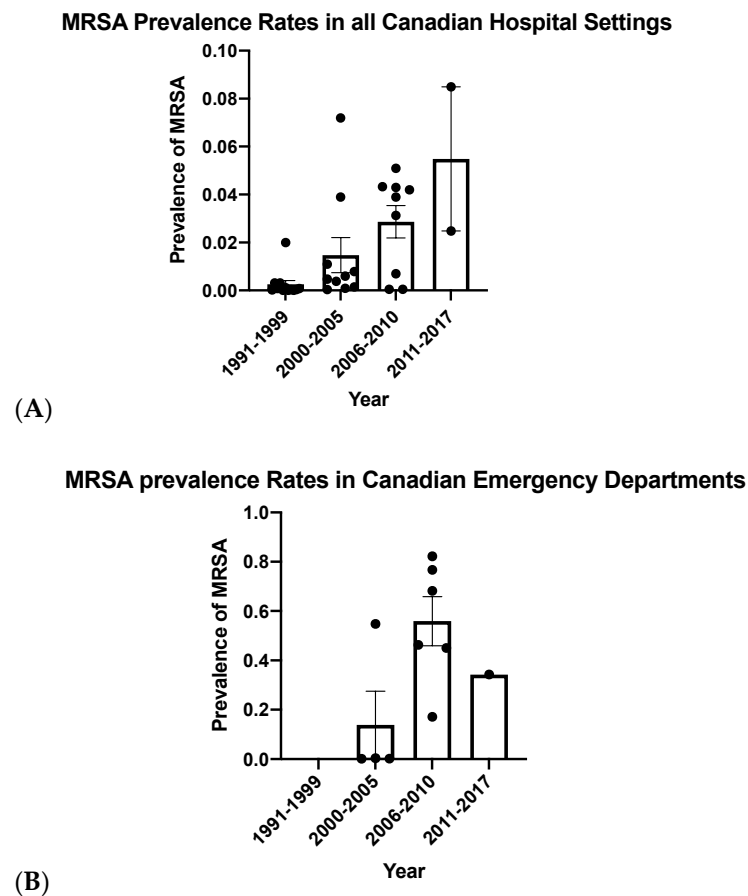 MRSA Prevalence Rates in all Canadian Hospital Settings
Prevalence of MRSA
0.10
0.08
0.06
0.04
0.02
0.00
1991-1999
2000-2005
2006-2010
2011-2017
Year
(A)
MRSA prevalence Rates in Canadian Emergency Departments
Prevalence of MRSA
1.0
0.8
0.6
0.4
0.2
0.0
1991-1999
2000-2005
2006-2010
2011-2017
Year
(B)